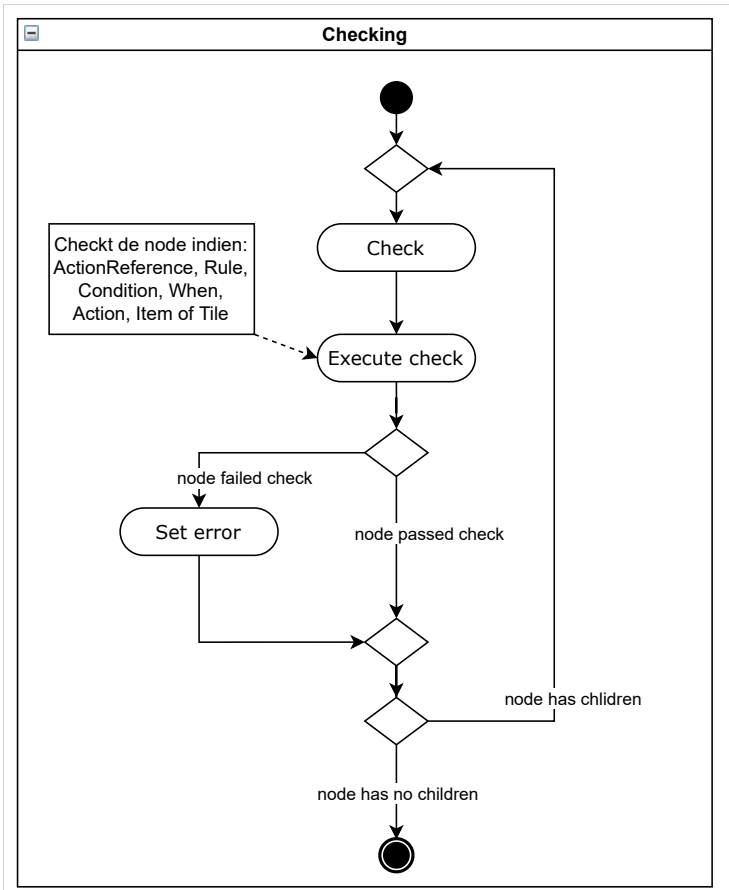 Checking
Check
Checkt de node indien:
ActionReference, Rule,
Condition, When,
Action, Item of Tile
Execute check
node failed check
Set error
node passed check
node has chlidren
node has no children